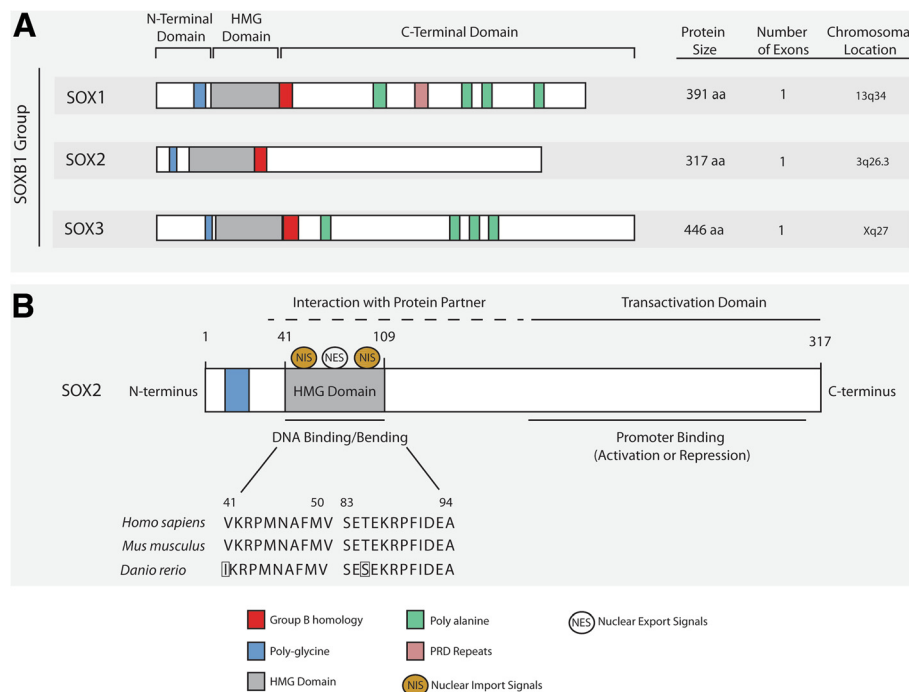 A
N-Terminal Domain
HMG Domain
C-Terminal Domain
Protein Size
Number of Exons
Chromosomal Location
SOXB1 Group
SOX1
391 aa
1
13q34
SOX2
317 aa
1
3q26.3
SOX3
446 aa
1
Xq27
B
Interaction with Protein Partner
Transactivation Domain
1
41
109
317
NIS
NES
NIS
SOX2
N-terminus
HMG Domain
C-terminus
DNA Binding/Bending
Promoter Binding
(Activation or Repression)
41
50
83
94
Homo sapiens VKRPMNAFMV SETEKRPFIDEA
Mus musculus VKRPMNAFMV SETEKRPFIDEA
Danio rerio IKRPMNAFMV SESEKRPFIDEA
Group B homology
Poly alanine
NES Nuclear Export Signals
Poly-glycine
PRD Repeats
HMG Domain
NIS Nuclear Import Signals